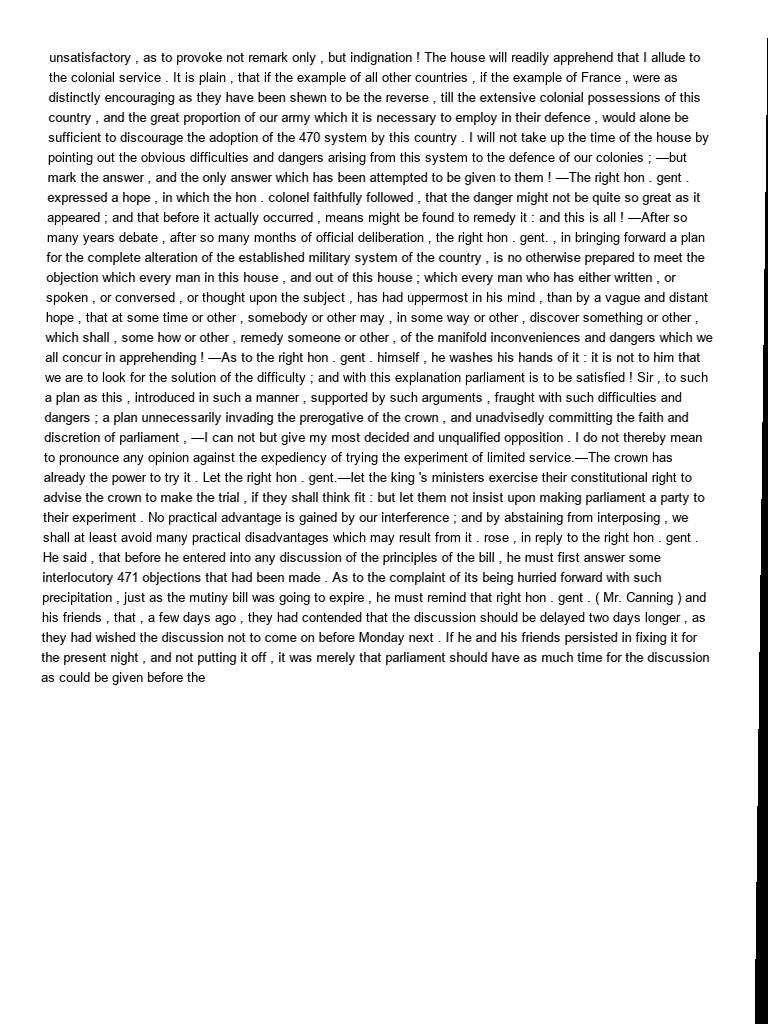 unsatisfactory , as to provoke not remark only , but indignation ! The house will readily apprehend that I allude to
the colonial service . It is plain , that if the example of all other countries , if the example of France , were as
distinctly encouraging as they have been shewn to be the reverse , till the extensive colonial possessions of this
country , and the great proportion of our army which it is necessary to employ in their defence , would alone be
sufficient to discourage the adoption of the 470 system by this country . I will not take up the time of the house by
pointing out the obvious difficulties and dangers arising from this system to the defence of our colonies ; —but
mark the answer , and the only answer which has been attempted to be given to them ! —The right hon . gent .
expressed a hope , in which the hon . colonel faithfully followed , that the danger might not be quite so great as it
appeared ; and that before it actually occurred , means might be found to remedy it : and this is all ! —After so
many years debate , after so many months of official deliberation , the right hon . gent. , in bringing forward a plan
for the complete alteration of the established military system of the country , is no otherwise prepared to meet the
objection which every man in this house , and out of this house ; which every man who has either written , or
spoken , or conversed , or thought upon the subject , has had uppermost in his mind , than by a vague and distant
hope , that at some time or other , somebody or other may , in some way or other , discover something or other ,
which shall , some how or other , remedy someone or other , of the manifold inconveniences and dangers which we
all concur in apprehending ! —As to the right hon . gent . himself , he washes his hands of it : it is not to him that
we are to look for the solution of the difficulty ; and with this explanation parliament is to be satisfied ! Sir , to such
a plan as this , introduced in such a manner , supported by such arguments , fraught with such difficulties and
dangers ; a plan unnecessarily invading the prerogative of the crown , and unadvisedly committing the faith and
discretion of parliament , —I can not but give my most decided and unqualified opposition . I do not thereby mean
to pronounce any opinion against the expediency of trying the experiment of limited service.—The crown has
already the power to try it . Let the right hon . gent.—let the king 's ministers exercise their constitutional right to
advise the crown to make the trial , if they shall think fit : but let them not insist upon making parliament a party to
their experiment . No practical advantage is gained by our interference ; and by abstaining from interposing , we
shall at least avoid many practical disadvantages which may result from it . rose , in reply to the right hon . gent .
He said , that before he entered into any discussion of the principles of the bill , he must first answer some
interlocutory 471 objections that had been made . As to the complaint of its being hurried forward with such
precipitation , just as the mutiny bill was going to expire , he must remind that right hon . gent . ( Mr. Canning ) and
his friends , that , a few days ago , they had contended that the discussion should be delayed two days longer , as
they had wished the discussion not to come on before Monday next . If he and his friends persisted in fixing it for
the present night , and not putting it off , it was merely that parliament should have as much time for the discussion
as could be given before the